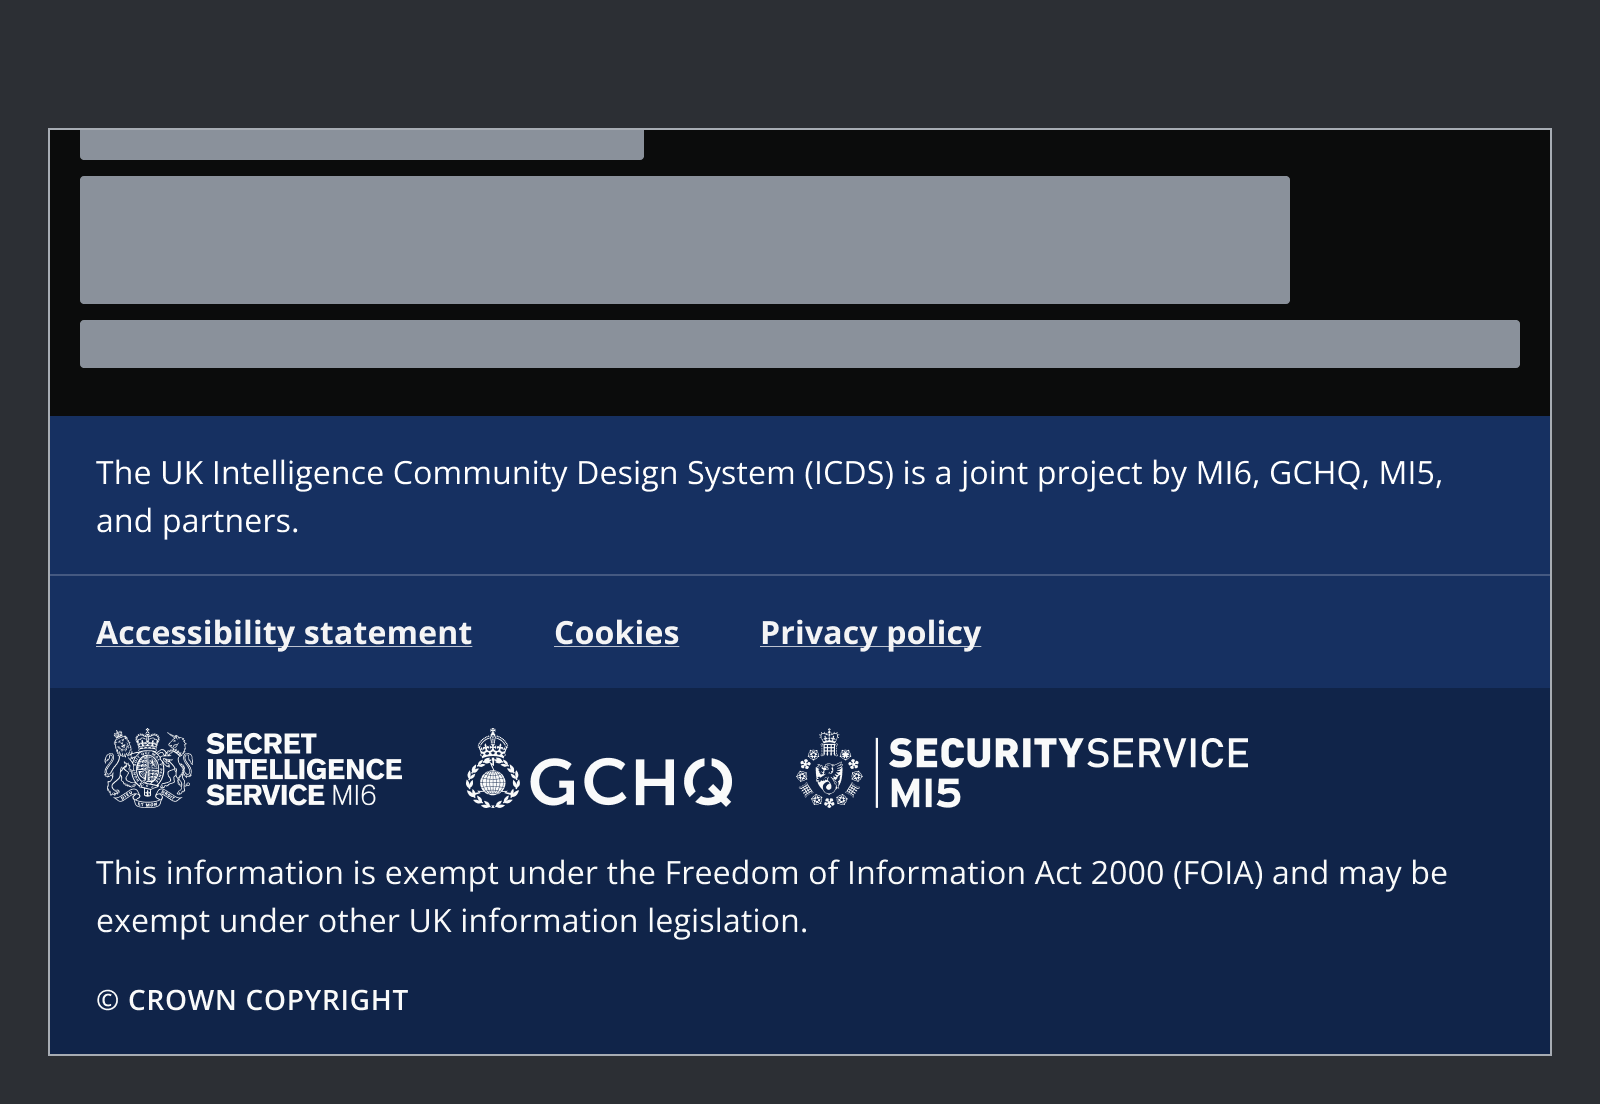 The UK Intelligence Community Design System (ICDS) is a joint project by MI6, GCHQ, MI5,
and partners.
Accessibility statement Cookies Privacy policy
SECRET
INTELLIGENCE
SERVICE MI6
GCHQ
SECURITYSERVICE
MI5
This information is exempt under the Freedom of Information Act 2000 (FOIA) and may be
exempt under other UK information legislation.
© CROWN COPYRIGHT